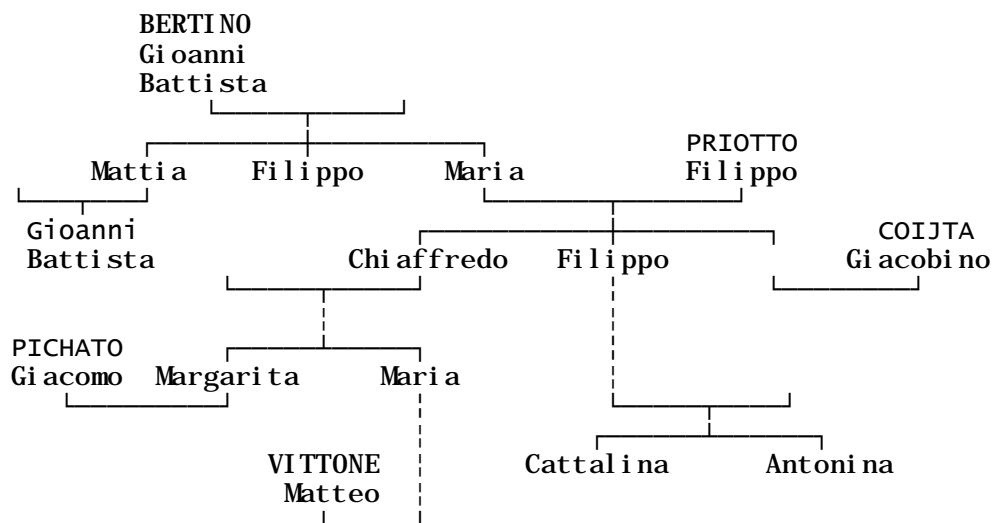 BERTINO
Gioanni
Battista
PRIOTTO
Mattia Filippo Maria Filippo
Gioanni COIJTA
Battista Chiaffredo Filippo Giacobino
PICHATO
Giacomo Margarita Maria
VITTONE Cattalina Antonina
Matteo